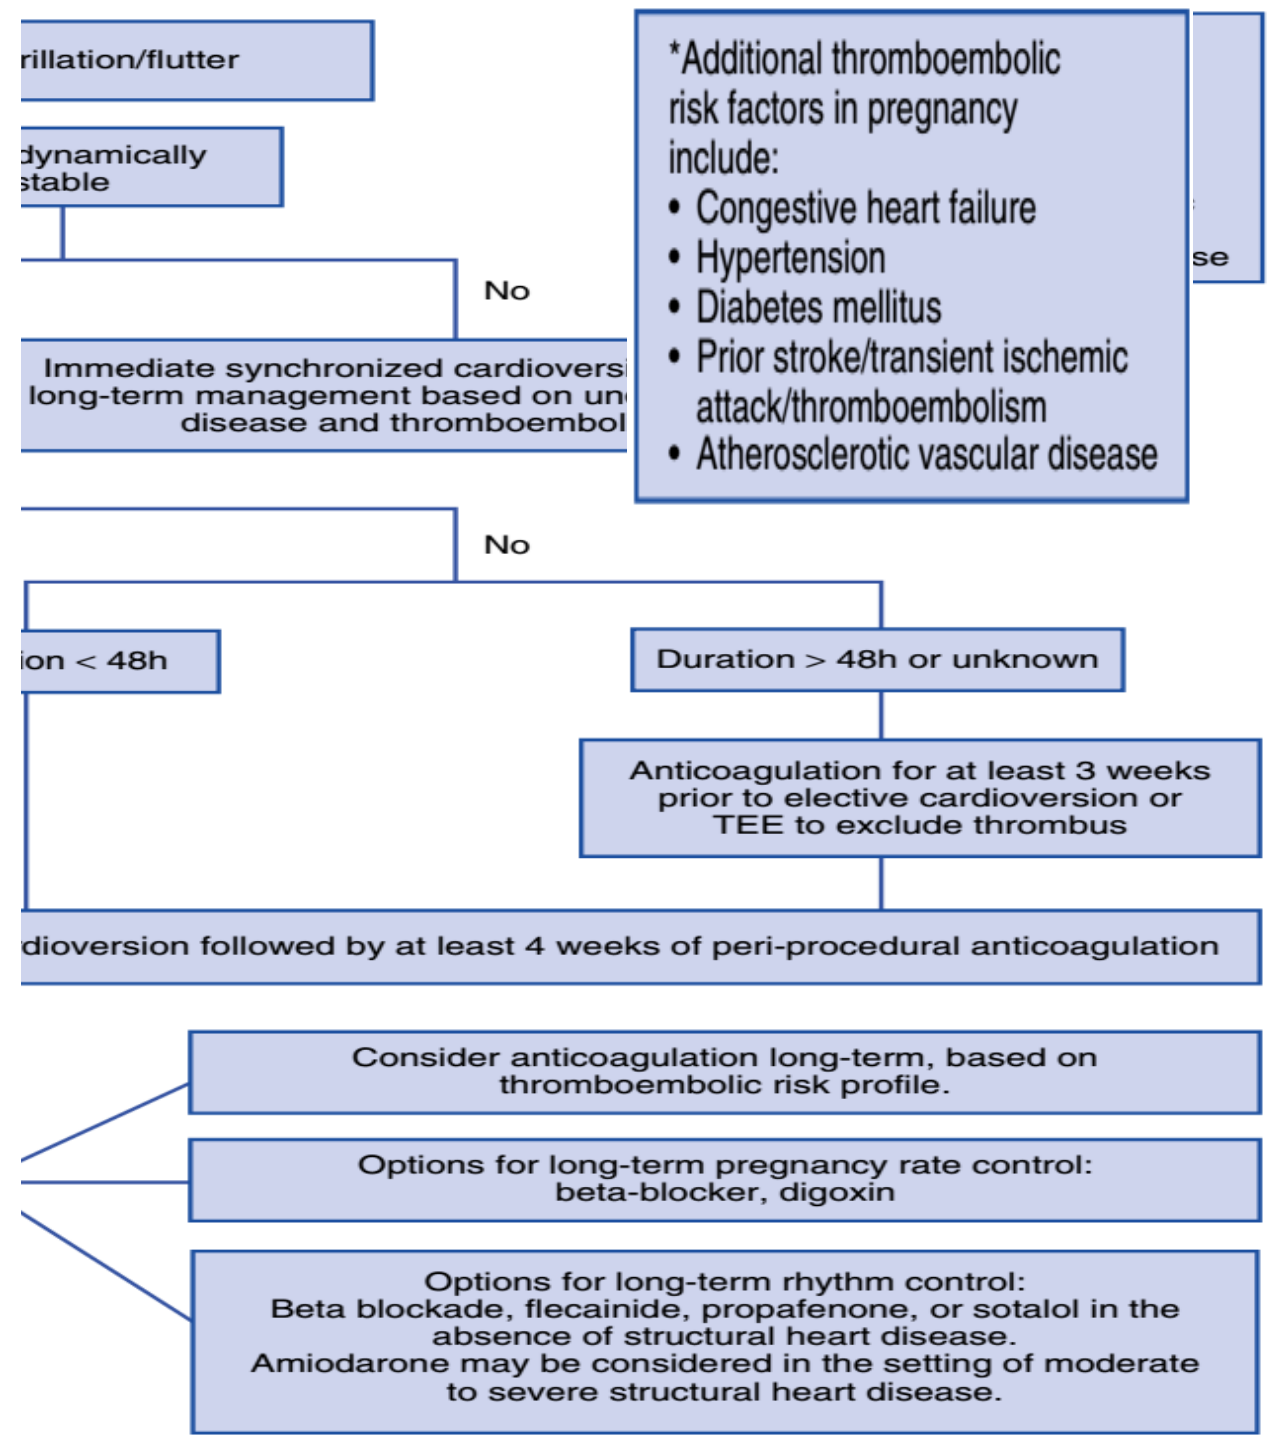 rillation/flutter
dynamically
stable
*Additional thromboembolic
risk factors in pregnancy
include:
• Congestive heart failure
• Hypertension
• Diabetes mellitus
• Prior stroke/transient ischemic
attack/thromboembolism
• Atherosclerotic vascular disease
se
No
Immediate synchronized cardioversi
long-term management based on un
disease and thromboembol
No
ion < 48h
Duration > 48h or unknown
Anticoagulation for at least 3 weeks
prior to elective cardioversion or
TEE to exclude thrombus
dioversion followed by at least 4 weeks of peri-procedural anticoagulation
Consider anticoagulation long-term, based on
thromboembolic risk profile.
Options for long-term pregnancy rate control:
beta-blocker, digoxin
Options for long-term rhythm control:
Beta blockade, flecainide, propafenone, or sotalol in the
absence of structural heart disease.
Amiodarone may be considered in the setting of moderate
to severe structural heart disease.